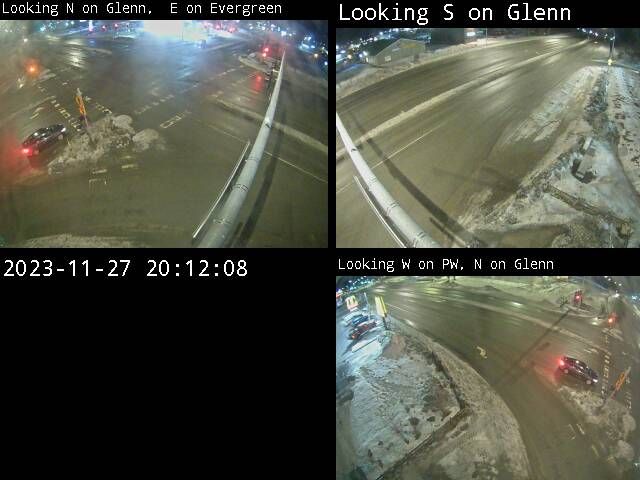 Looking N on Glenn,  E on Evergreen
Looking S on Glenn
2023-11-27 20:12:08
Looking W on PW, N on Glenn